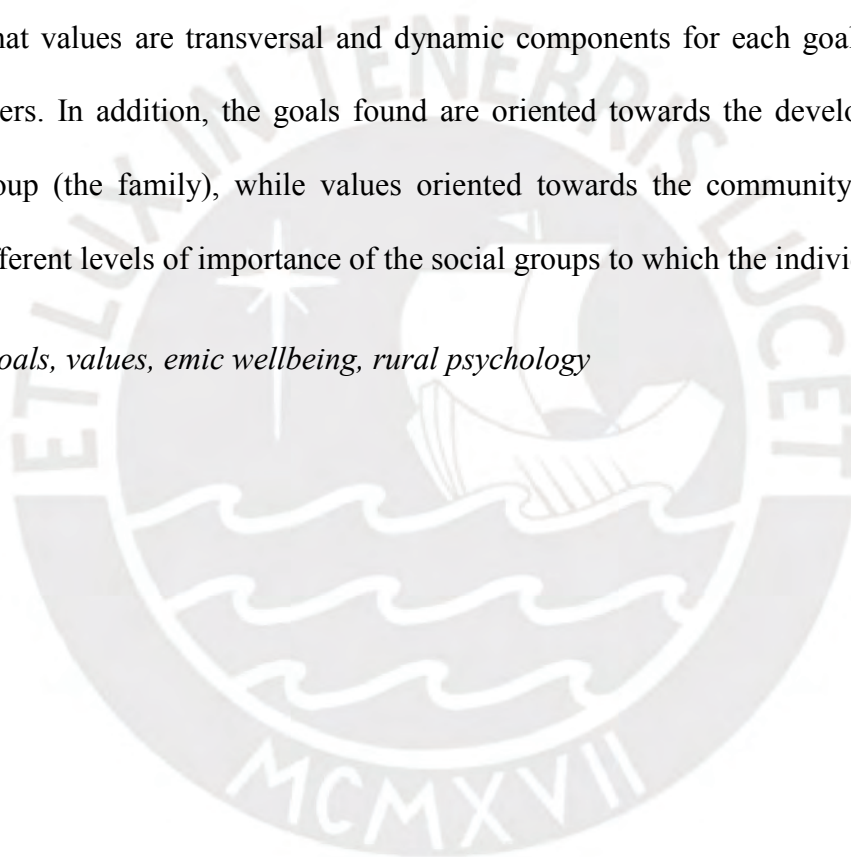 hat values are transversal and dynamic components for each goal
ers. In addition, the goals found are oriented towards the develo
oup (the family), while values oriented towards the community
fferent levels of importance of the social groups to which the indivi
oals, values, emic wellbeing, rural psychology
ET LUX IN TENEBRIS LUCET
MCMXVII